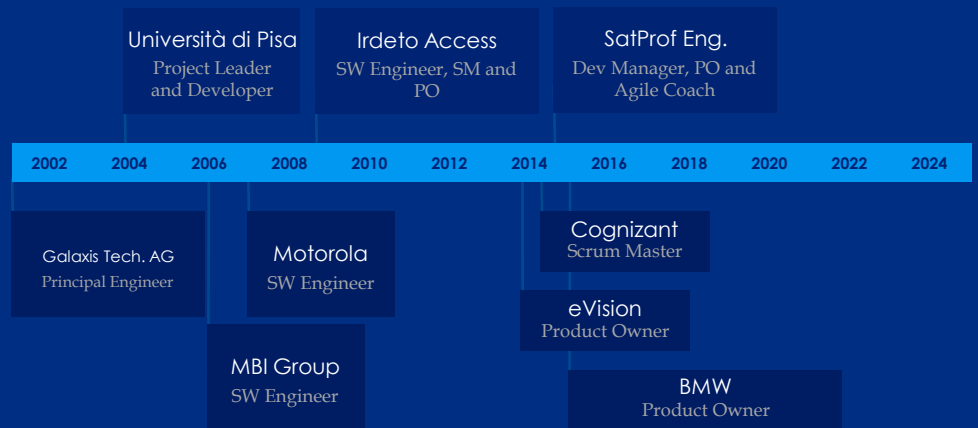 Università di Pisa
Project Leader
and Developer
Irdeto Access
SW Engineer, SM and
PO
SatProf Eng.
Dev Manager, PO and
Agile Coach
2002 2004 2006 2008 2010 2012 2014 2016 2018 2020 2022 2024
Galaxis Tech. AG
Principal Engineer
Motorola
SW Engineer
Cognizant
Scrum Master
eVision
Product Owner
MBI Group
SW Engineer
BMW
Product Owner